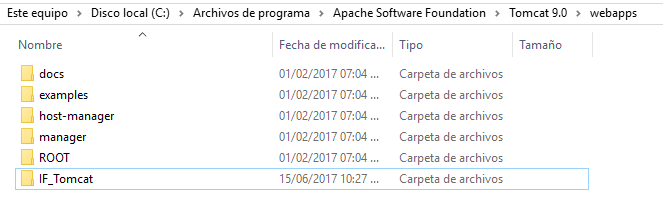 Este equipo > Disco local (C:) > Archivos de programa > Apache Software Foundation > Tomcat 9.0 > webapps
Nombre Fecha de modifica... Tipo Tamaño
docs 01/02/2017 07:04 ... Carpeta de archivos
examples 01/02/2017 07:04 ... Carpeta de archivos
host-manager 01/02/2017 07:04 ... Carpeta de archivos
manager 01/02/2017 07:04 ... Carpeta de archivos
ROOT 01/02/2017 07:04 ... Carpeta de archivos
IF_Tomcat 15/06/2017 10:27 ... Carpeta de archivos